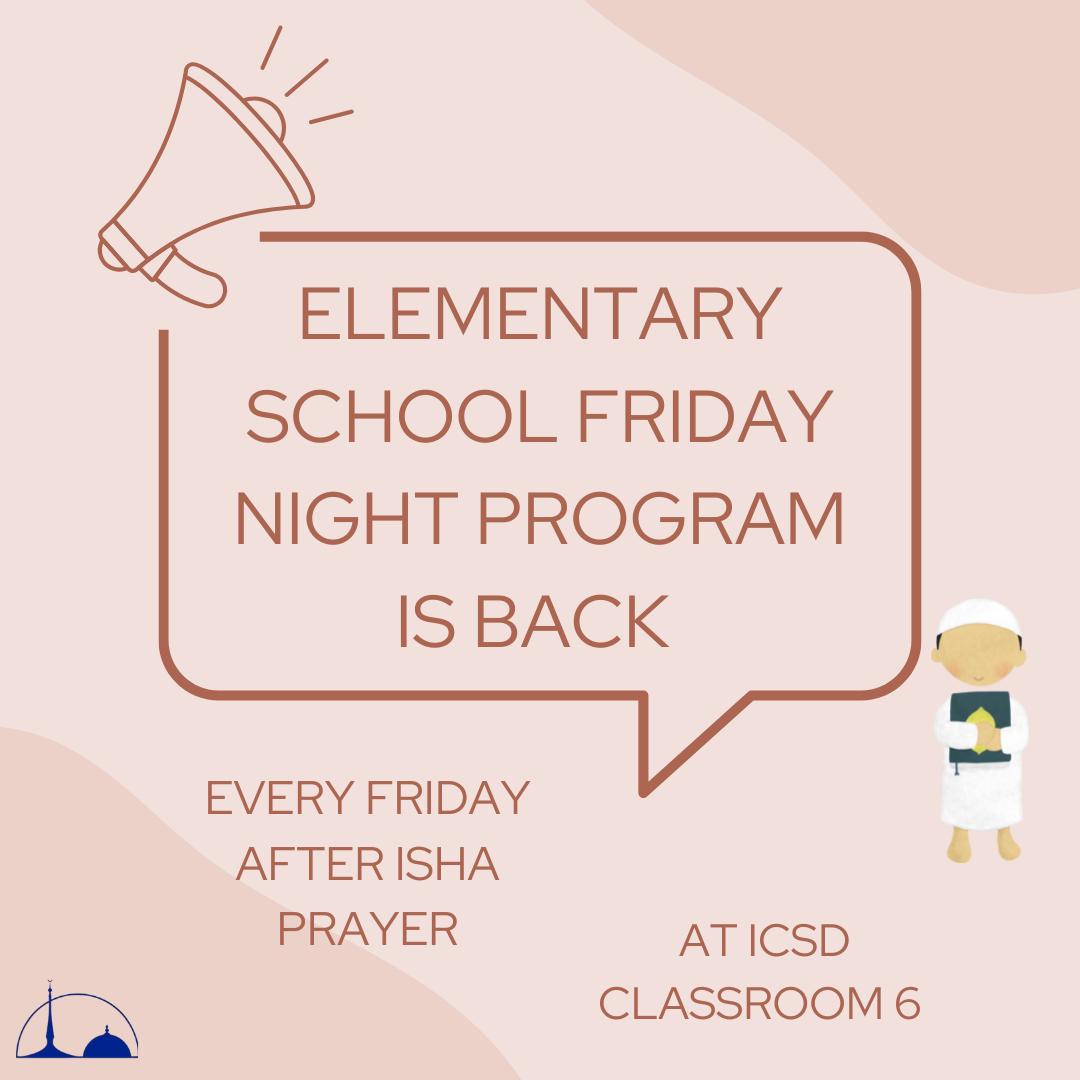 ELEMENTARY
SCHOOL FRIDAY
NIGHT PROGRAM
IS BACK
EVERY FRIDAY
AFTER ISHA
PRAYER
AT ICSD
CLASSROOM 6